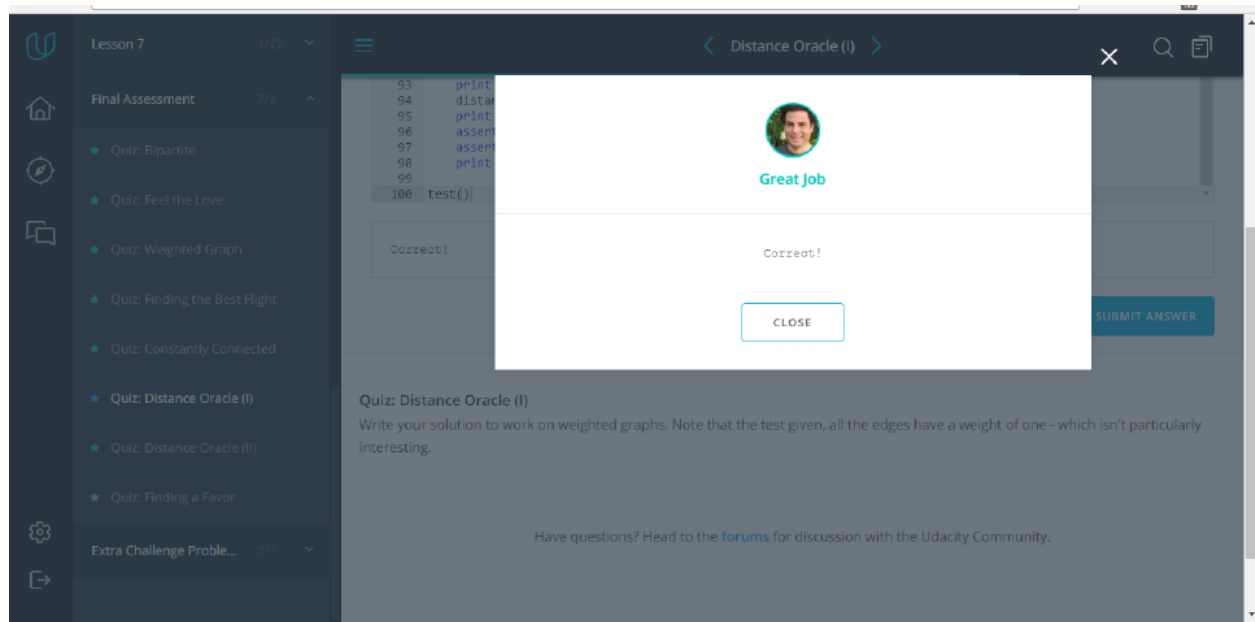 Lesson 7 1/22
Final Assessment 7/8
Quiz: Bipartite
Quiz: Feel the Love
Quiz: Weighted Graph
Quiz: Finding the Best Flight
Quiz: Constantly Connected
Quiz: Distance Oracle (I)
Quiz: Distance Oracle (II)
Quiz: Finding a Favor
Extra Challenge Proble... 0/1
Distance Oracle (I)
93 print
94 distan
95 print
96 assert
97 assert
98 print
99
100 test()
Correct!
Great Job
Correct!
CLOSE
SUBMIT ANSWER
Quiz: Distance Oracle (I)
Write your solution to work on weighted graphs. Note that the test given, all the edges have a weight of one - which isn't particularly
interesting.
Have questions? Head to the forums for discussion with the Udacity Community.